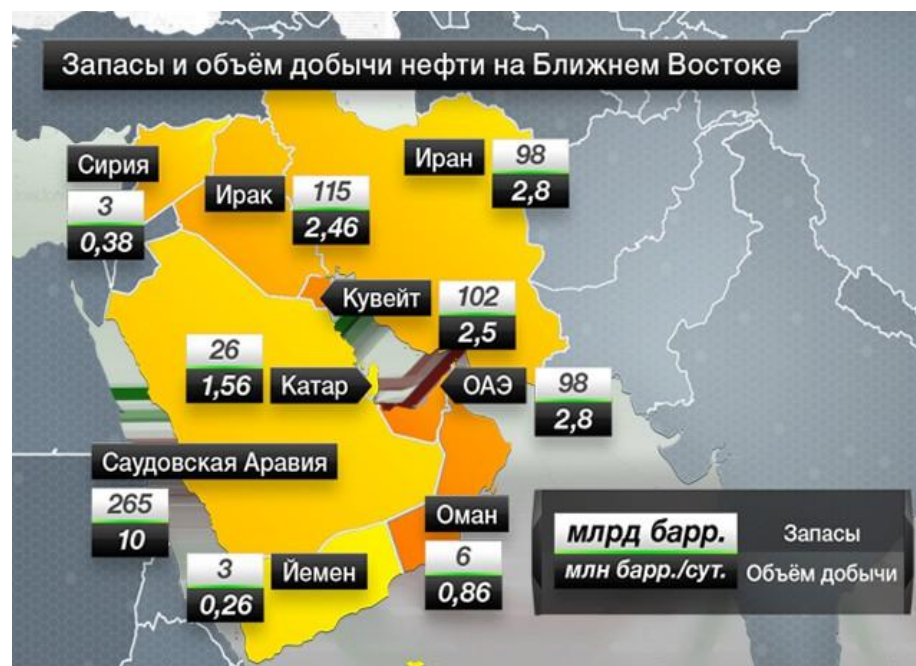 Запасы и объём добычи нефти на Ближнем Востоке
Сирия
3
0,38
Ирак
115
2,46
Иран
98
2,8
Кувейт
102
2,5
26
1,56
Катар
ОАЭ
98
2,8
Саудовская Аравия
265
10
3
0,26
Йемен
Оман
6
0,86
млрд барр.
Запасы
млн барр./сут.
Объём добычи